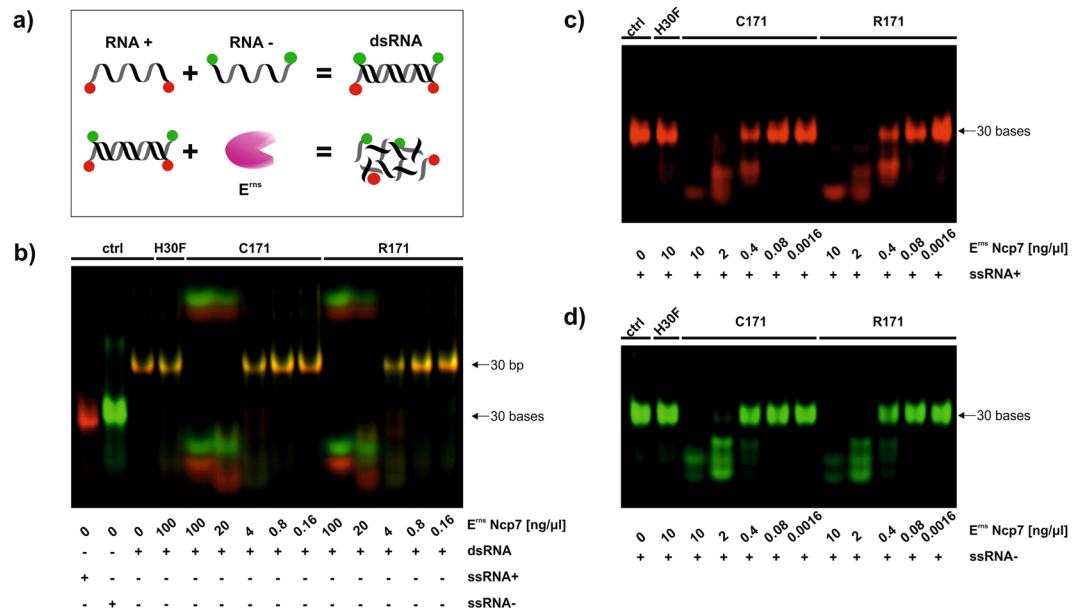 a)
RNA + RNA - dsRNA
+ =
+ =
Erns
b)
ctrl H30F C171 R171
30 bp
30 bases
0 0 0 100 100 20 4 0.8 0.16 100 20 4 0.8 0.16 Erns Ncp7 [ng/µl]
- - + + + + + + + + + + + + dsRNA
+ - - - - - - - - - - - - - ssRNA+
- + - - - - - - - - - - - - ssRNA-
c)
ctrl H30F C171 R171
30 bases
0 10 10 2 0.4 0.08 0.0016 10 2 0.4 0.08 0.0016 Erns Ncp7 [ng/µl]
+ + + + + + + + + + + + ssRNA+
d)
ctrl H30F C171 R171
30 bases
0 10 10 2 0.4 0.08 0.0016 10 2 0.4 0.08 0.0016 Erns Ncp7 [ng/µl]
+ + + + + + + + + + + + ssRNA-